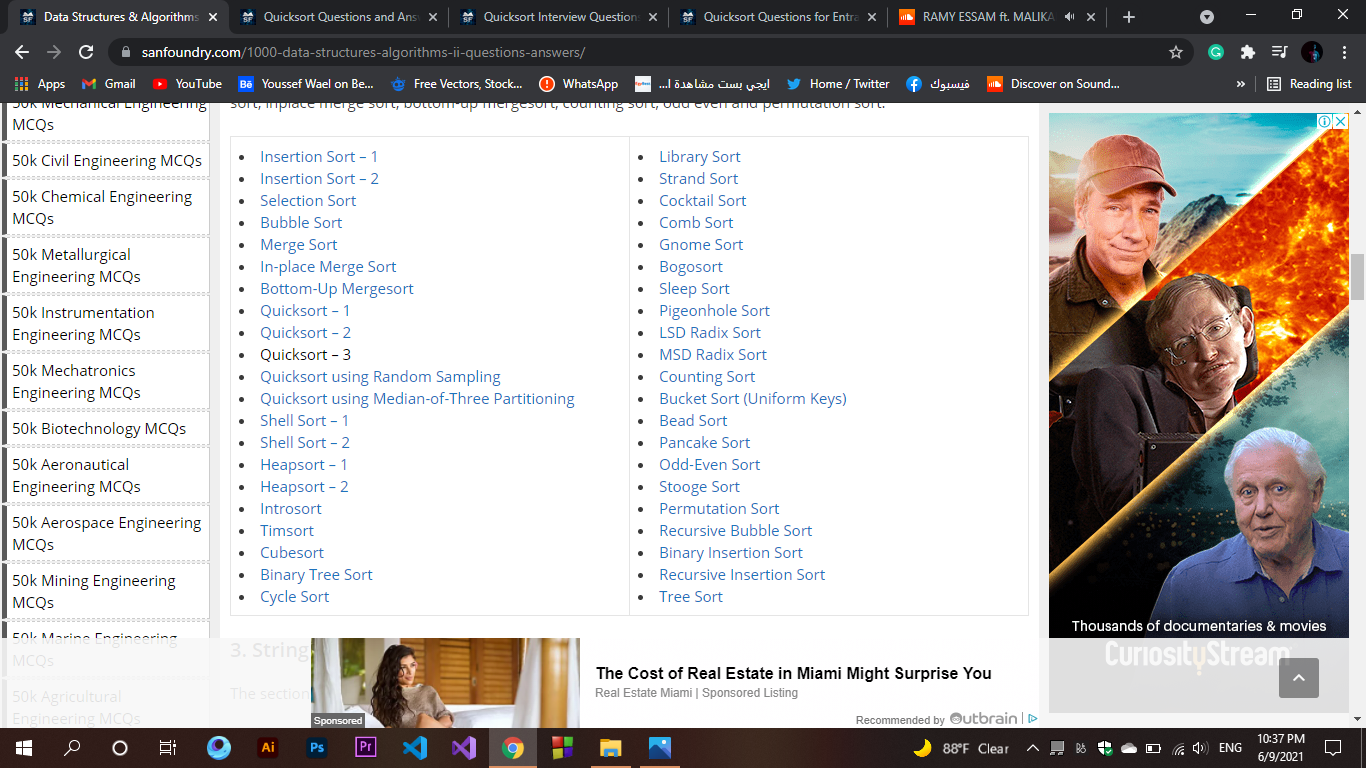 Data Structures & Algorithms
Quicksort Questions and Ans
Quicksort Interview Question
Quicksort Questions for Entra
RAMY ESSAM ft. MALIKA
sanfoundry.com/1000-data-structures-algorithms-ii-questions-answers/
Apps
Gmail
YouTube
Bē
Youssef Wael on Be...
Free Vectors, Stock...
WhatsApp
ايجي بست مشاهدة ا...
Home / Twitter
فيسبوك
Discover on Sound...
»
Reading list
50k Mechanical Engineering
MCQs
50k Civil Engineering MCQs
50k Chemical Engineering
MCQs
50k Metallurgical
Engineering MCQs
50k Instrumentation
Engineering MCQs
50k Mechatronics
Engineering MCQs
50k Biotechnology MCQs
50k Aeronautical
Engineering MCQs
50k Aerospace Engineering
MCQs
50k Mining Engineering
MCQs
50k Marine Engineering
MCQs
50k Agricultural
Engineering MCQs
sort, inplace merge sort, bottom-up mergesort, counting sort, odd even and permutation sort.
Insertion Sort – 1
Insertion Sort – 2
Selection Sort
Bubble Sort
Merge Sort
In-place Merge Sort
Bottom-Up Mergesort
Quicksort – 1
Quicksort – 2
Quicksort – 3
Quicksort using Random Sampling
Quicksort using Median-of-Three Partitioning
Shell Sort – 1
Shell Sort – 2
Heapsort – 1
Heapsort – 2
Introsort
Timsort
Cubesort
Binary Tree Sort
Cycle Sort
Library Sort
Strand Sort
Cocktail Sort
Comb Sort
Gnome Sort
Bogosort
Sleep Sort
Pigeonhole Sort
LSD Radix Sort
MSD Radix Sort
Counting Sort
Bucket Sort (Uniform Keys)
Bead Sort
Pancake Sort
Odd-Even Sort
Stooge Sort
Permutation Sort
Recursive Bubble Sort
Binary Insertion Sort
Recursive Insertion Sort
Tree Sort
3. String
The section
Sponsored
The Cost of Real Estate in Miami Might Surprise You
Real Estate Miami | Sponsored Listing
Recommended by Outbrain
Thousands of documentaries & movies
CuriosityStream
Ai
Ps
Pr
88°F Clear
ENG
10:37 PM
6/9/2021